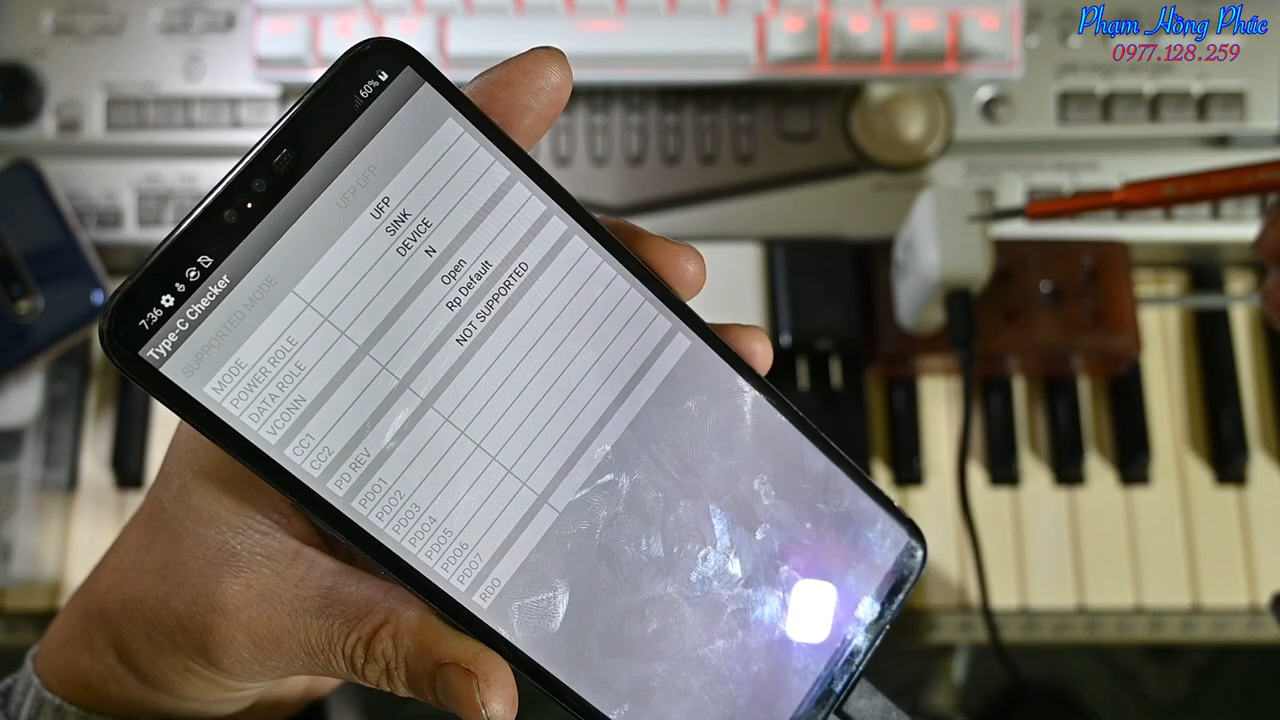 Phạm Hồng Phúc
0977.128.259
60%
7:36
Type-C Checker
SUPPORTED MODE UFP DFP
MODE UFP
POWER ROLE SINK
DATA ROLE DEVICE
VCONN N
CC1 Open
CC2 Rp Default
PD REV NOT SUPPORTED
PDO1
PDO2
PDO3
PDO4
PDO5
PDO6
PDO7
RDO